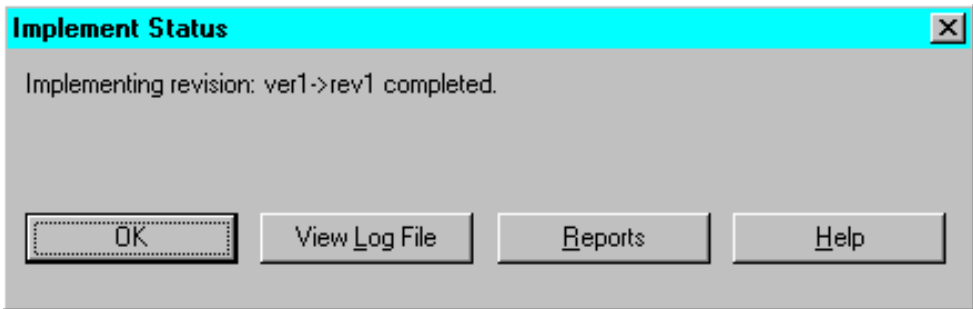 Implement Status
Implementing revision: ver1->rev1 completed.
OK View Log File Reports Help